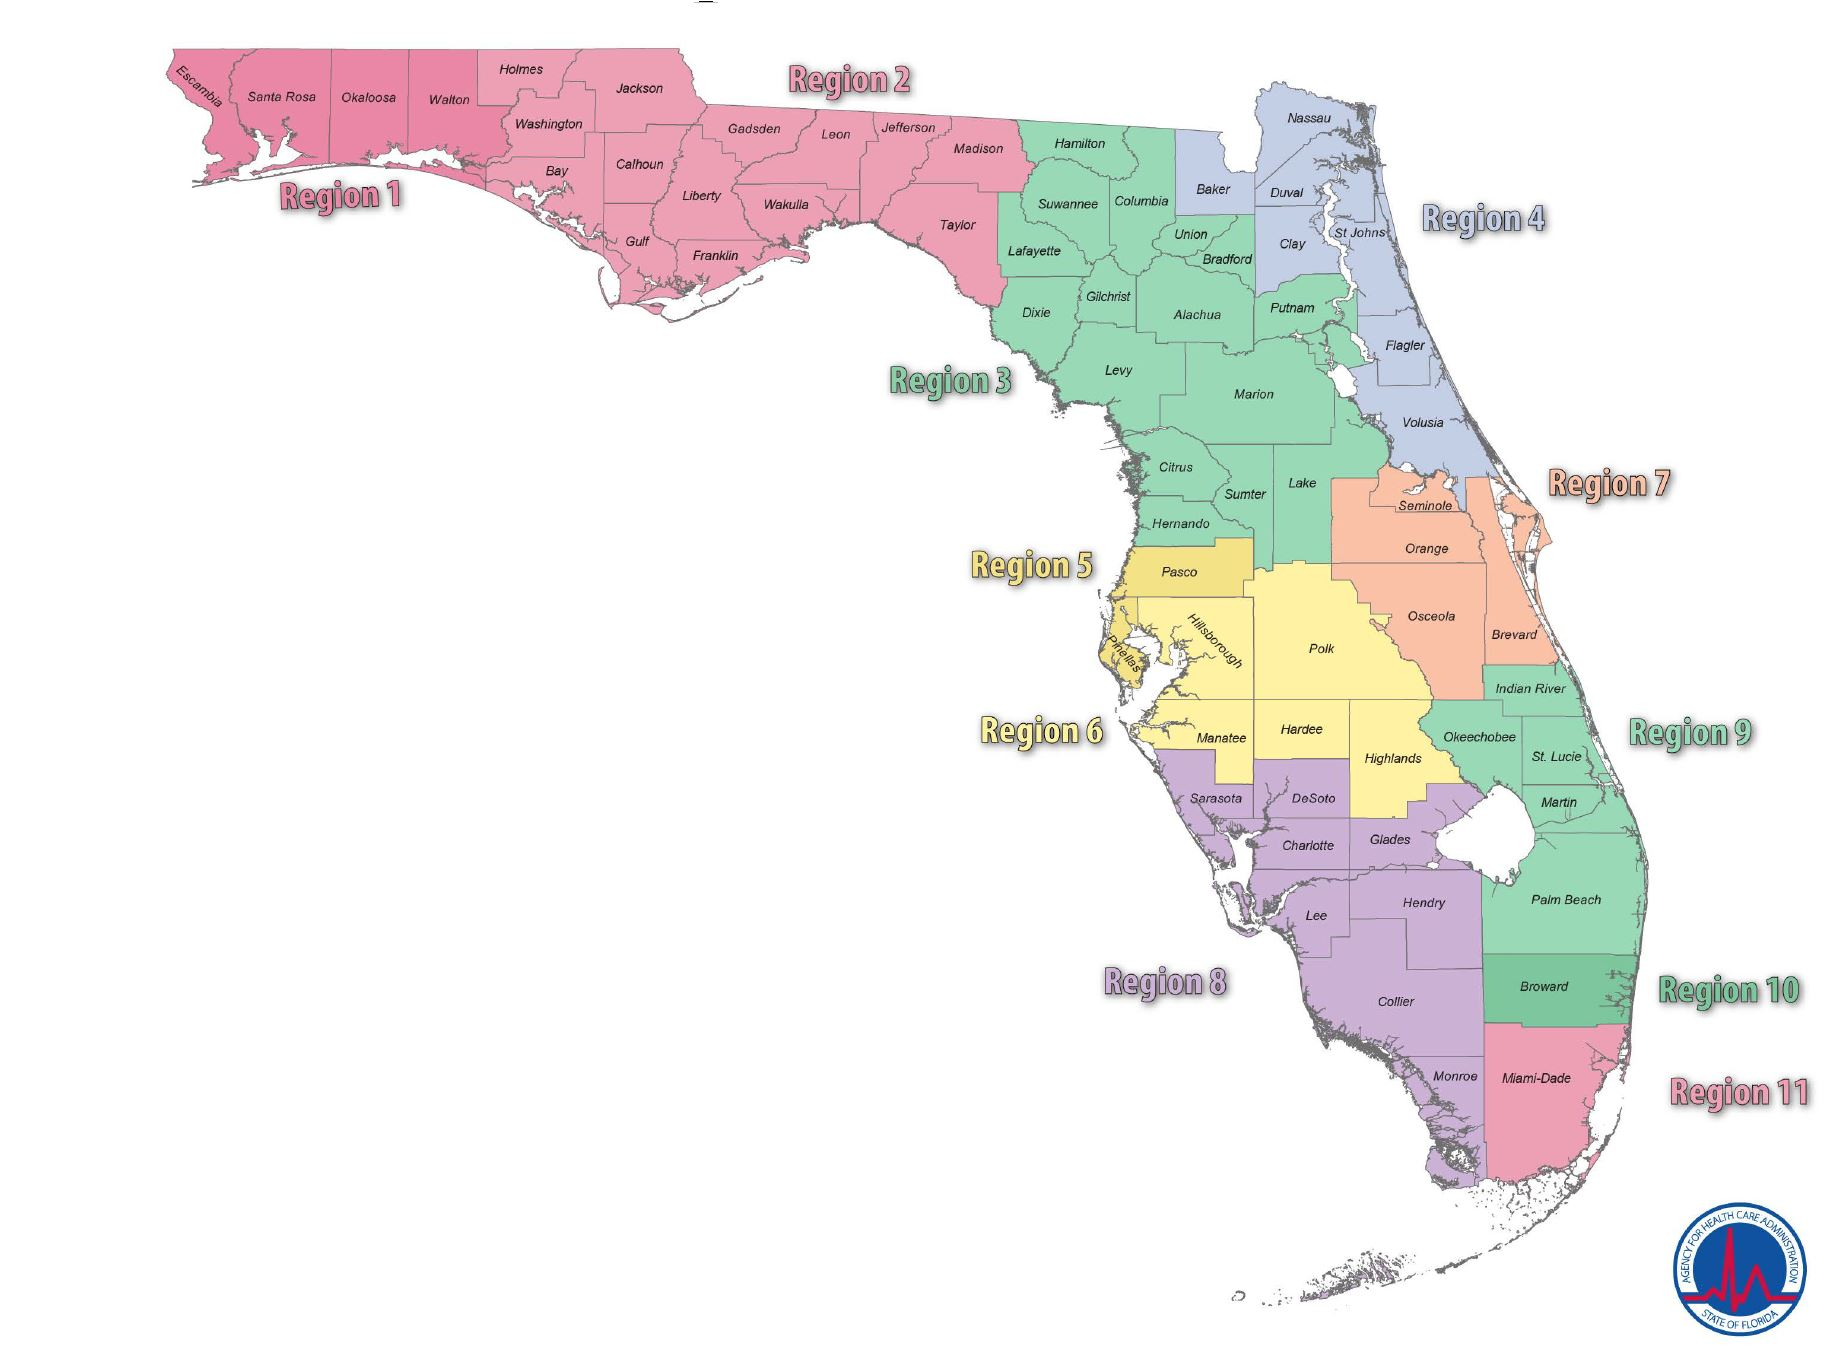 Region 2
Holmes
Jackson
Escambia
Santa Rosa
Okaloosa
Walton
Washington
Gadsden
Leon
Jefferson
Madison
Hamilton
Nassau
Calhoun
Bay
Liberty
Region 1
Wakulla
Taylor
Suwannee
Columbia
Baker
Duval
Region 4
Gulf
Franklin
Lafayette
Union
Bradford
Clay
St Johns
Dixie
Gilchrist
Alachua
Putnam
Flagler
Region 3
Levy
Marion
Volusia
Citrus
Sumter
Lake
Region 7
Seminole
Hernando
Orange
Region 5
Pasco
Osceola
Brevard
Hillsborough
Pinellas
Polk
Indian River
Region 6
Manatee
Hardee
Highlands
Okeechobee
St. Lucie
Region 9
Sarasota
DeSoto
Martin
Charlotte
Glades
Lee
Hendry
Palm Beach
Region 8
Collier
Broward
Region 10
Monroe
Miami-Dade
Region 11
AGENCY FOR HEALTH CARE ADMINISTRATION
STATE OF FLORIDA